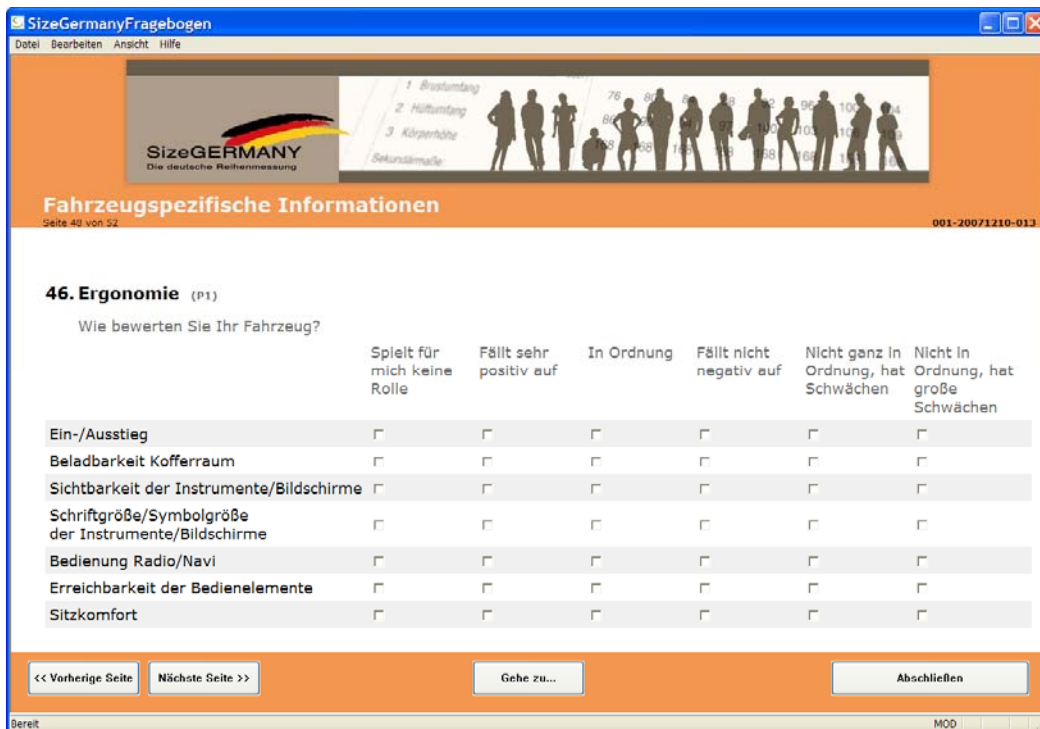 SizeGermanyFragebogen
Datei Bearbeiten Ansicht Hilfe
1 Brustumfang
2 Hüftumfang
3 Körperhöhe
Sekundärmaße
SizeGERMANY
Die deutsche Reihenmessung
Fahrzeugspezifische Informationen
Seite 48 von 52
001-20071210-013
46. Ergonomie (P1)
Wie bewerten Sie Ihr Fahrzeug?
Spielt für mich keine Rolle
Fällt sehr positiv auf
In Ordnung
Fällt nicht negativ auf
Nicht ganz in Ordnung, hat Schwächen
Nicht in Ordnung, hat große Schwächen
Ein-/Ausstieg
Beladbarkeit Kofferraum
Sichtbarkeit der Instrumente/Bildschirme
Schriftgröße/Symbolgröße
der Instrumente/Bildschirme
Bedienung Radio/Navi
Erreichbarkeit der Bedienelemente
Sitzkomfort
<< Vorherige Seite
Nächste Seite >>
Gehe zu...
Abschließen
Bereit
MOD